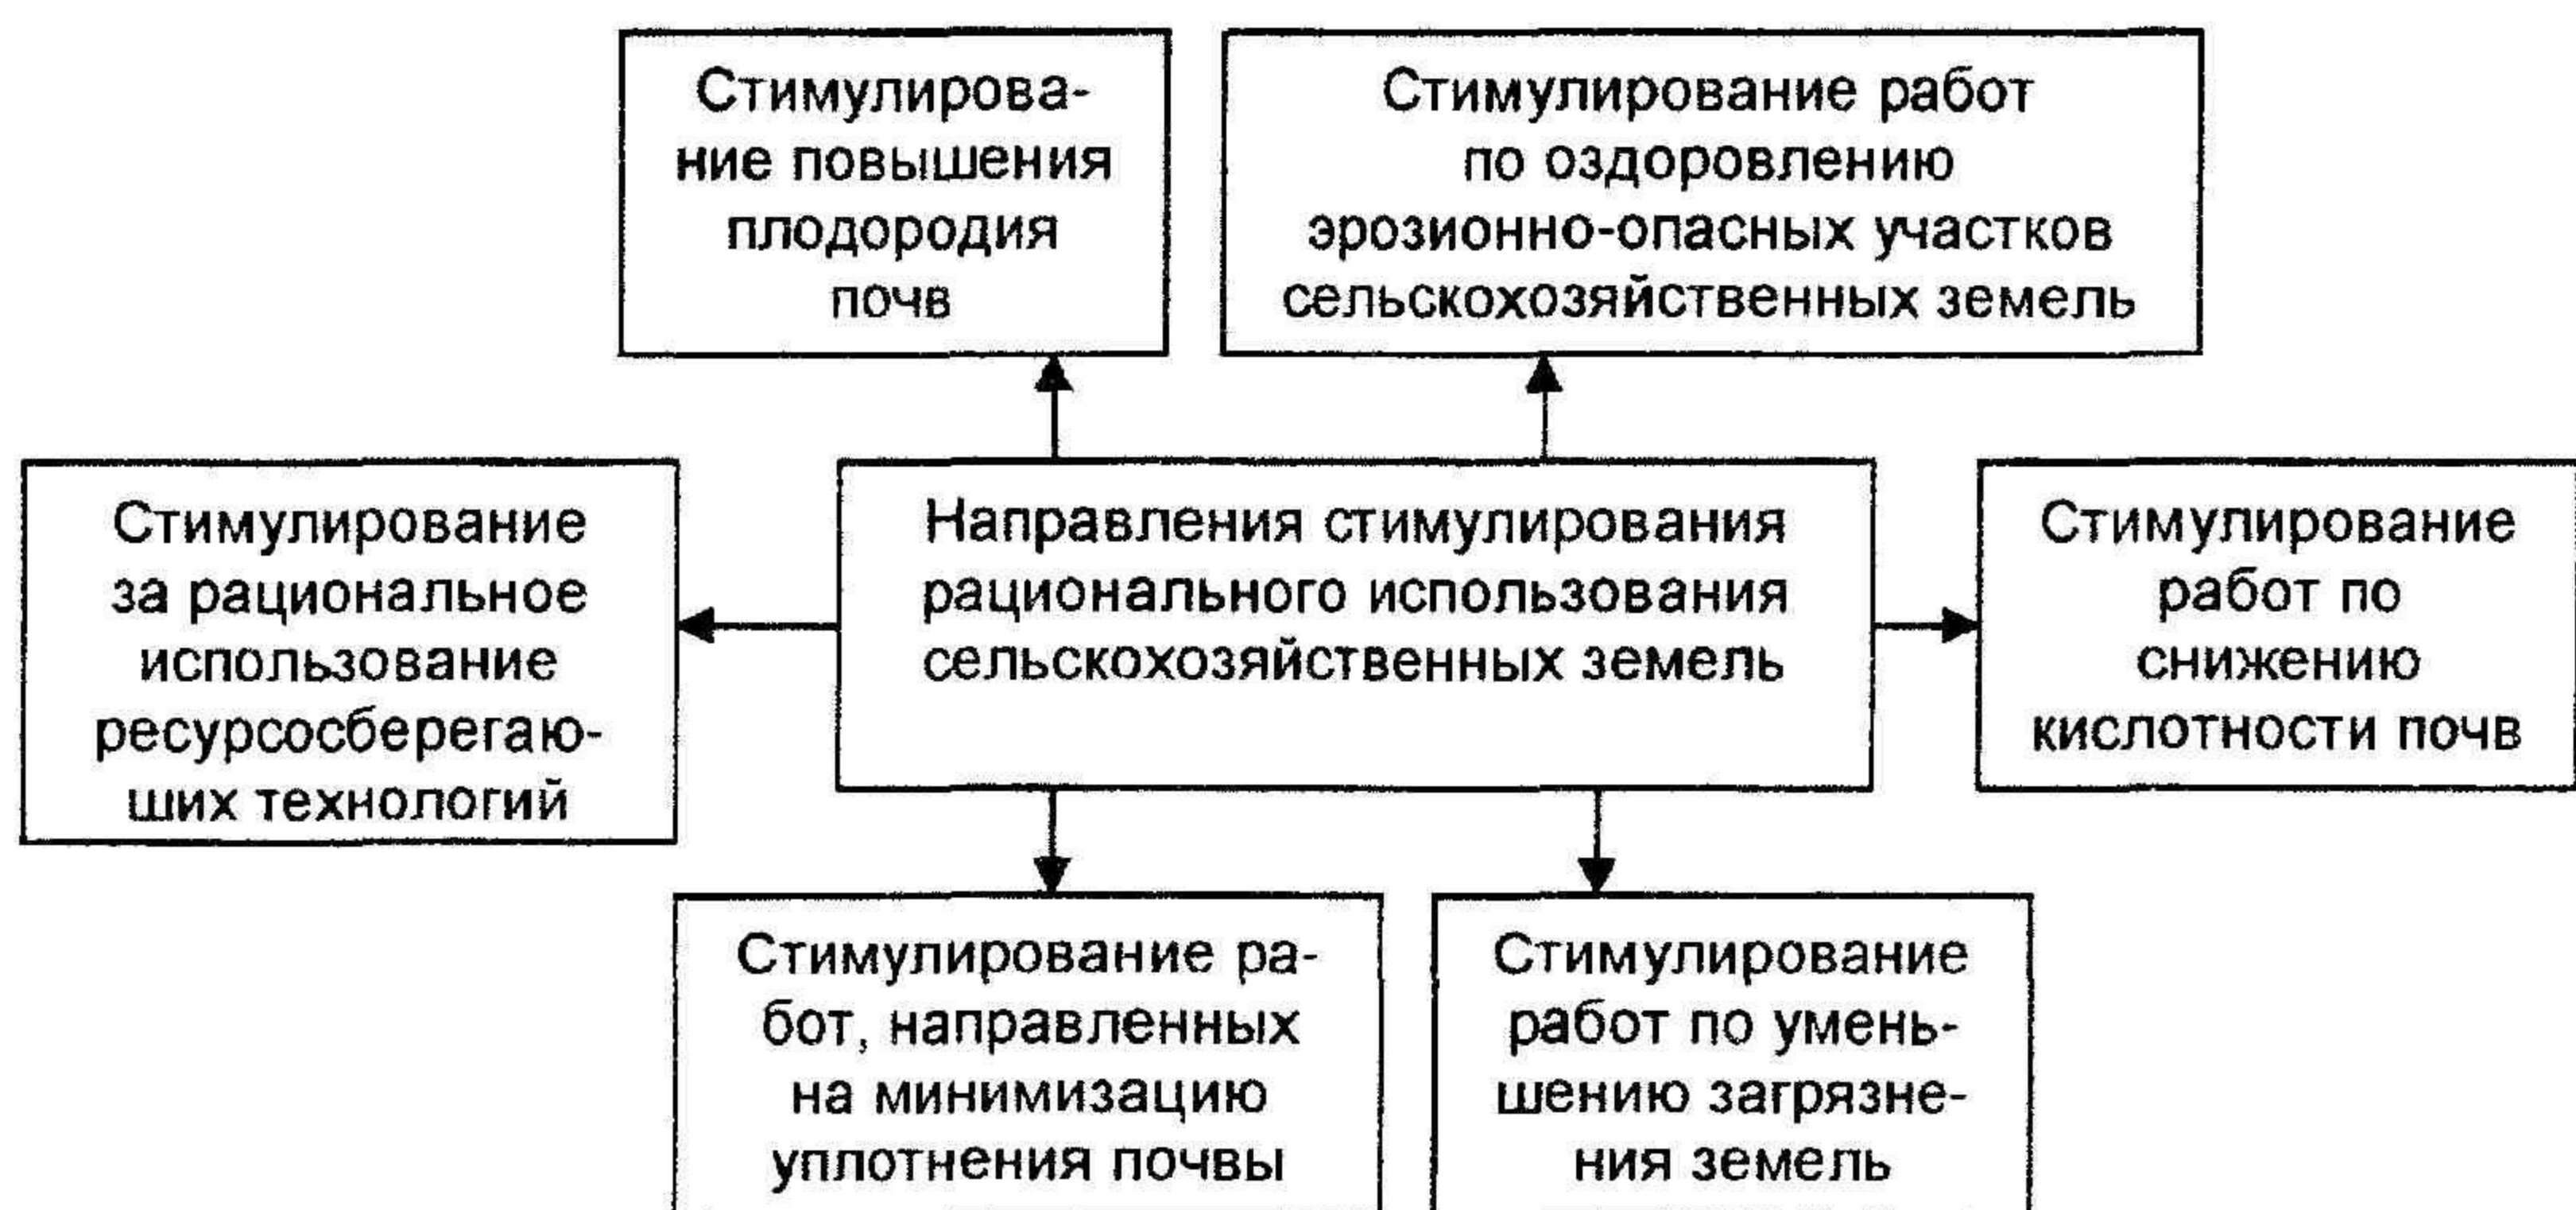 Стимулирова-
ние повышения
плодородия
почв
Стимулирование работ
по оздоровлению
эрозионно-опасных участков
сельскохозяйственных земель
Стимулирование
за рациональное
использование
ресурсосберегаю-
ших технологий
Направления стимулирования
рационального использования
сельскохозяйственных земель
Стимулирование
работ по
снижению
кислотности почв
Стимулирование ра-
бот, направленных
на минимизацию
уплотнения почвы
Стимулирование
работ по умень-
шению загрязне-
ния земель